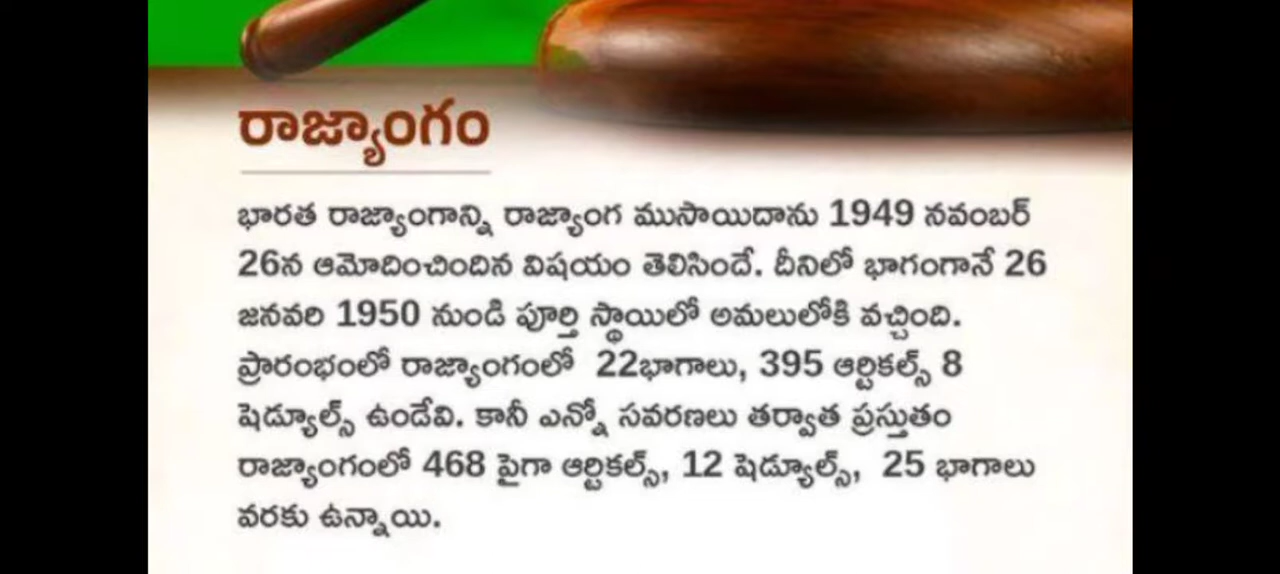 రాజ్యాంగం
భారత రాజ్యాంగాన్ని రాజ్యాంగ ముసాయిదాను 1949 నవంబర్
26న ఆమోదించిందిన విషయం తెలిసిందే. దీనిలో భాగంగానే 26
జనవరి 1950 నుండి పూర్తి స్థాయిలో అమలులోకి వచ్చింది.
ప్రారంభంలో రాజ్యాంగంలో 22భాగాలు, 395 ఆర్టికల్స్ 8
షెడ్యూల్స్ ఉండేవి. కానీ ఎన్నో సవరణలు తర్వాత ప్రస్తుతం
రాజ్యాంగంలో 468 పైగా ఆర్టికల్స్, 12 షెడ్యూల్స్, 25 భాగాలు
వరకు ఉన్నాయి.